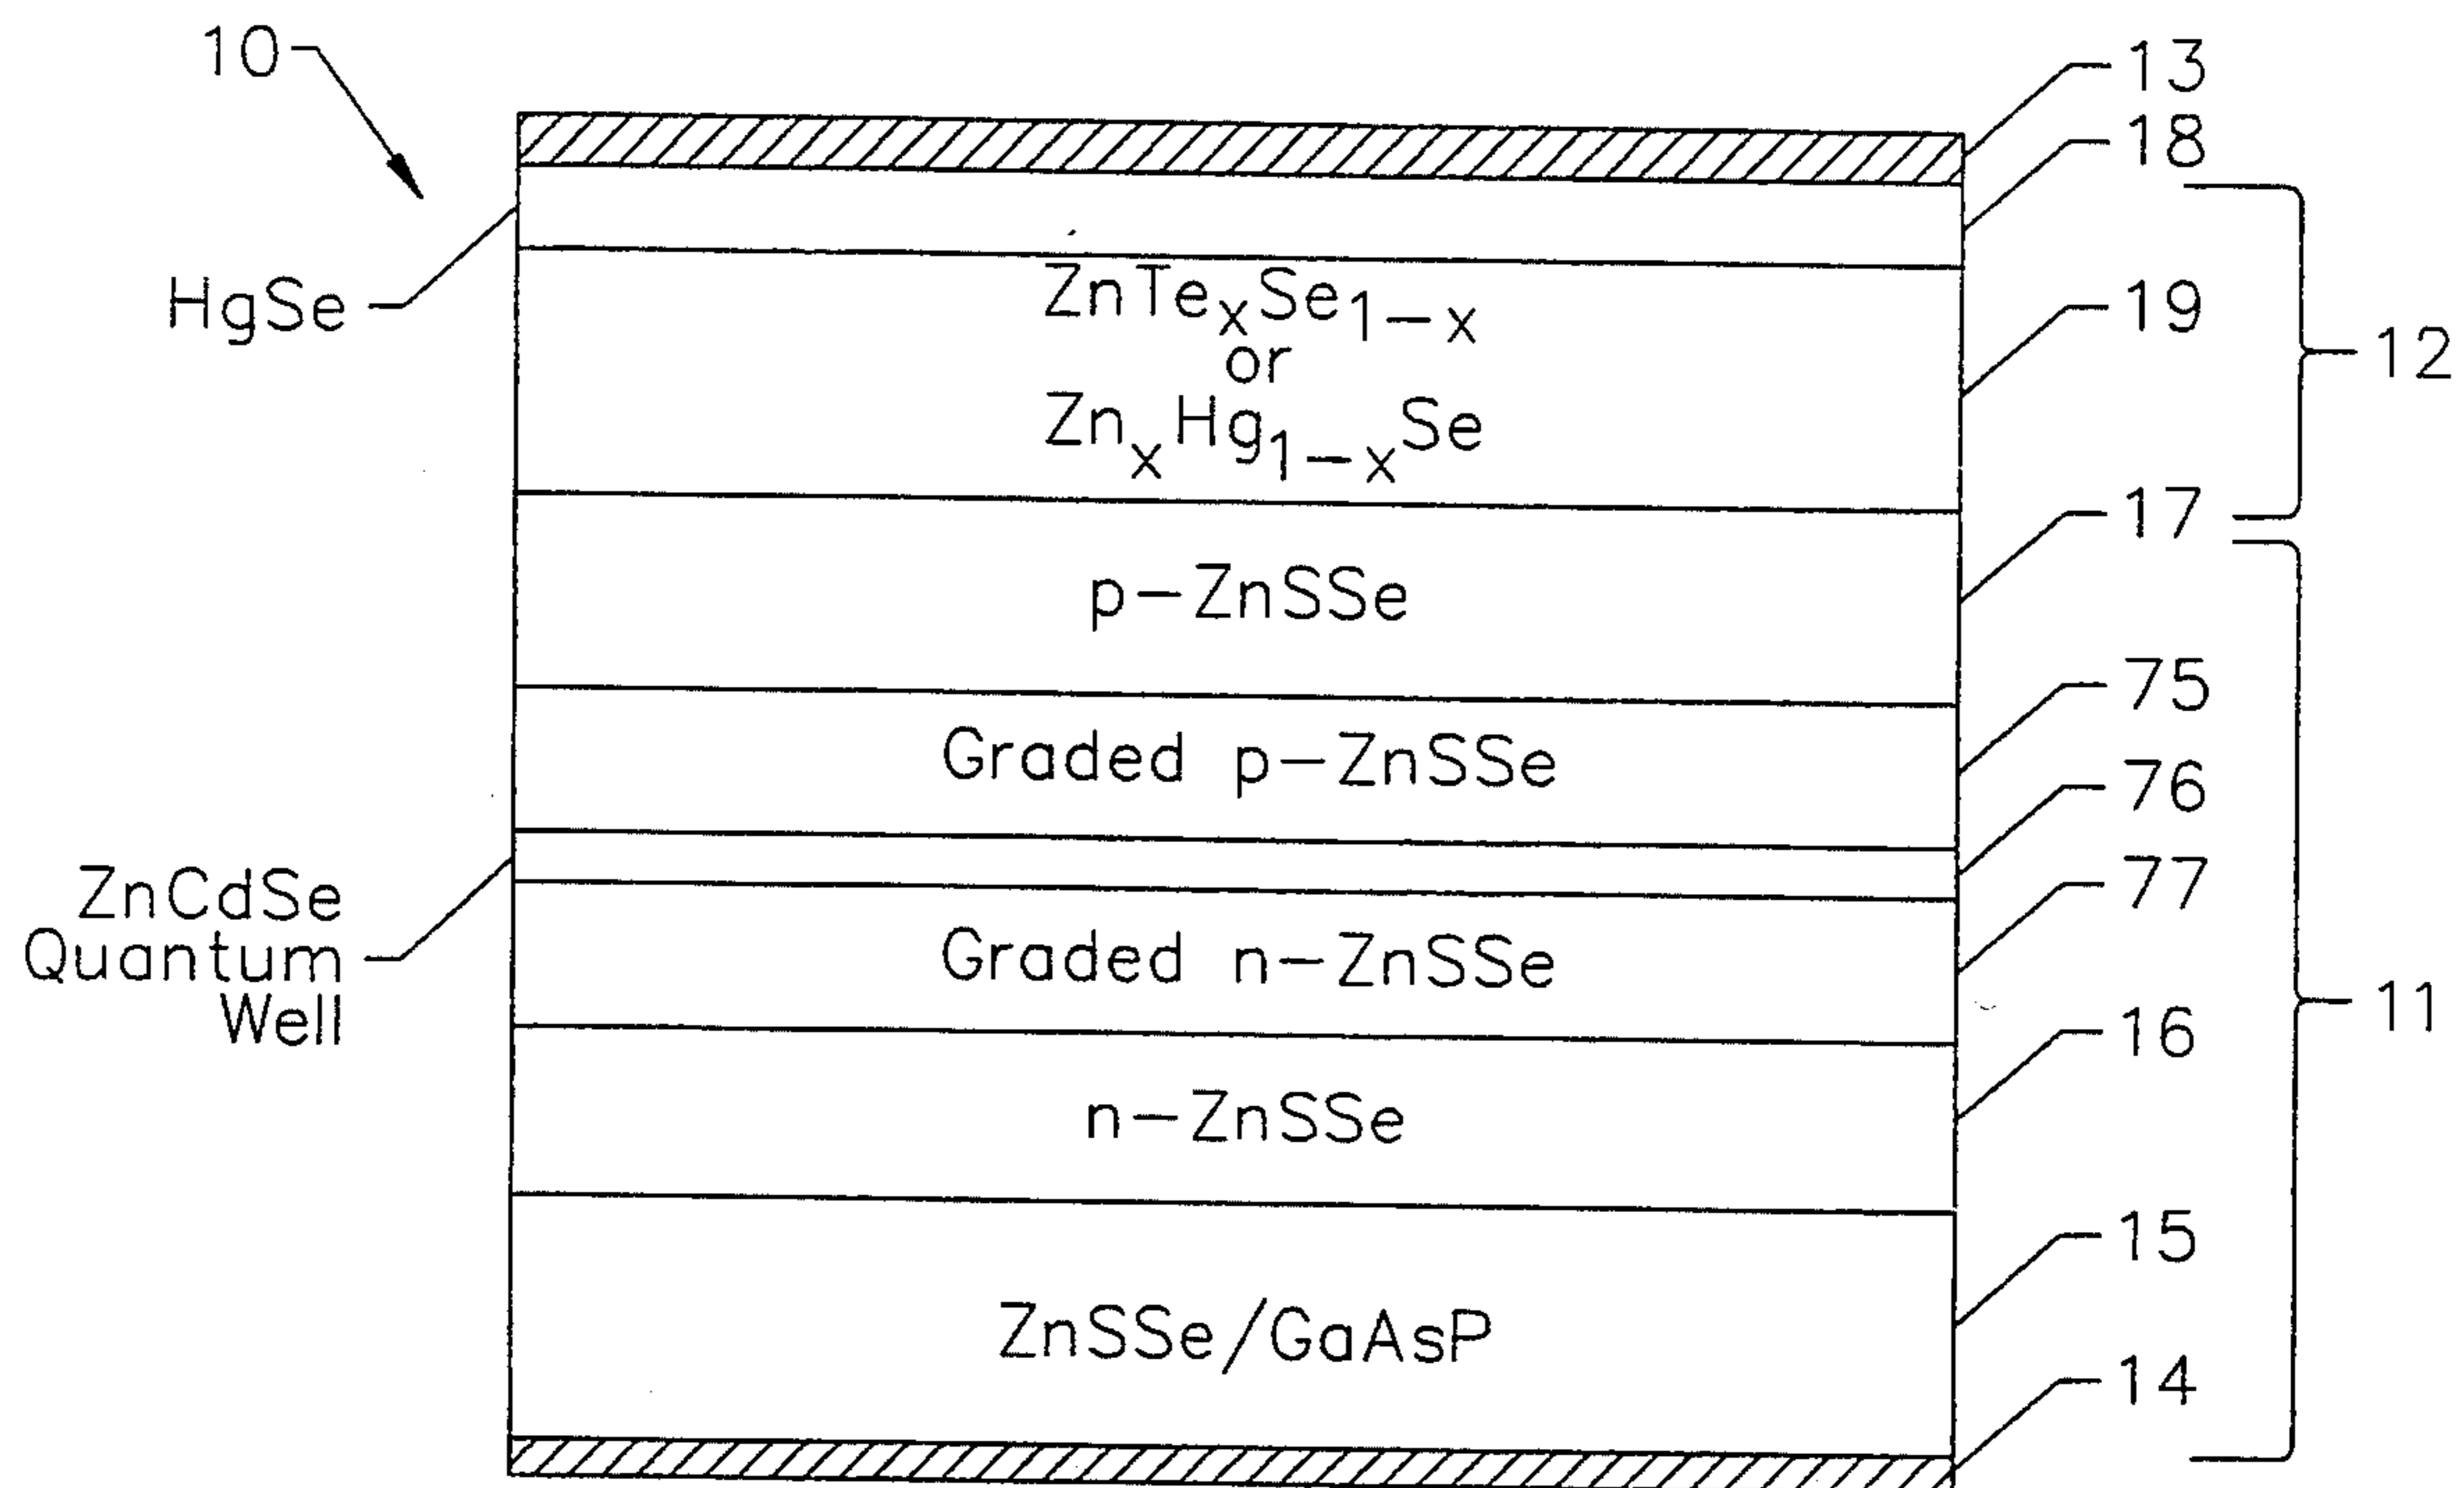 10
13
18
HgSe
ZnTeₓSe₁₋ₓ
or
ZnₓHg₁₋ₓSe
19
12
17
p-ZnSSe
75
Graded p-ZnSSe
76
ZnCdSe
Quantum
Well
77
Graded n-ZnSSe
11
16
n-ZnSSe
15
ZnSSe/GaAsP
14